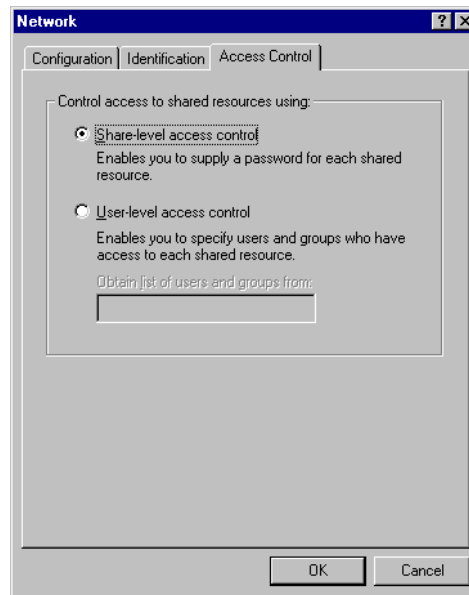 Network
Configuration Identification Access Control
Control access to shared resources using:
Share-level access control
Enables you to supply a password for each shared
resource.
User-level access control
Enables you to specify users and groups who have
access to each shared resource.
Obtain list of users and groups from:
OK Cancel